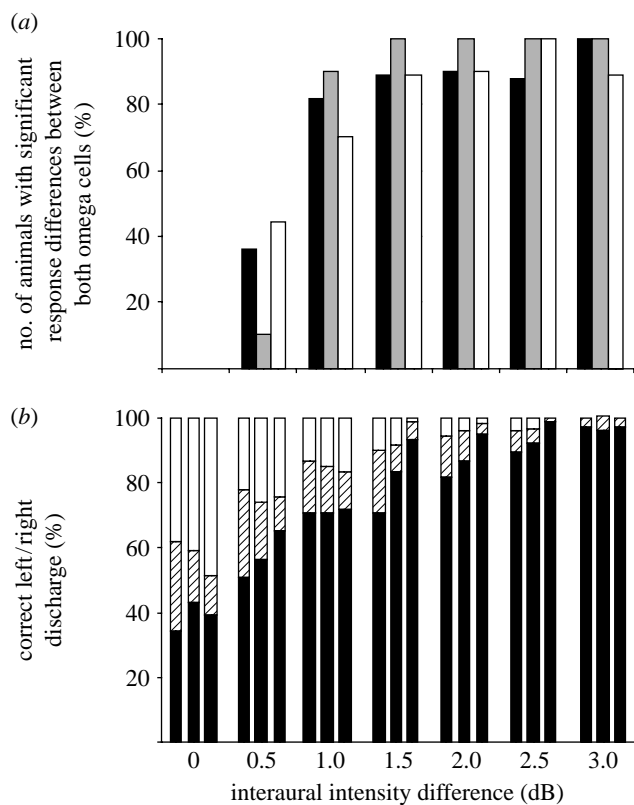 (a)
100
80
60
40
20
no. of animals with significant
response differences between
both omega cells (%)
(b)
100
80
60
40
20
correct left/right
discharge (%)
0 0.5 1.0 1.5 2.0 2.5 3.0
interaural intensity difference (dB)